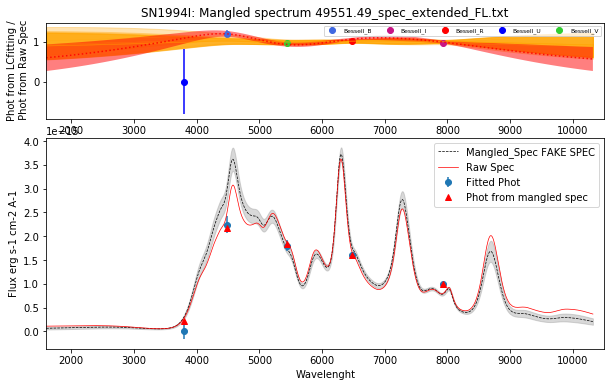 SN1994I: Mangled spectrum 49551.49_spec_extended_FL.txt
Phot from LCfitting /
Phot from Raw Spec
1
0
Bessell_B
Bessell_I
Bessell_R
Bessell_U
Bessell_V
2000 3000 4000 5000 6000 7000 8000 9000 10000
1e−15
Flux erg s-1 cm-2 A-1
4.0
3.5
3.0
2.5
2.0
1.5
1.0
0.5
0.0
Mangled_Spec FAKE SPEC
Raw Spec
Fitted Phot
Phot from mangled spec
2000 3000 4000 5000 6000 7000 8000 9000 10000
Wavelenght